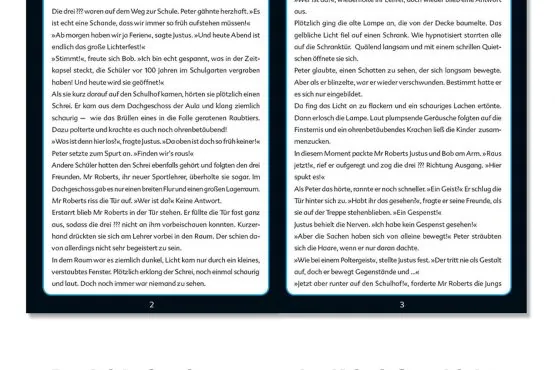 Die drei ??? waren auf dem Weg zur Schule. Peter gähnte herzhaft. »Es
ist echt eine Schande, dass wir immer so früh aufstehen müssen!«
»Ab morgen haben wir ja Ferien«, sagte Justus. »Und heute Abend ist
endlich das große Lichterfest!«
»Stimmt!«, freute sich Bob. »Ich bin echt gespannt, was in der Zeit-
kapsel steckt, die Schüler vor 100 Jahren im Schulgarten vergraben
haben! Und heute wird sie geöffnet!«
Als sie kurz darauf auf den Schulhof kamen, hörten sie plötzlich einen
Schrei. Er kam aus dem Dachgeschoss der Aula und klang ziemlich
schaurig — wie das Brüllen eines in die Falle geratenen Raubtiers.
Dazu polterte und krachte es auch noch ohrenbetäubend!
»Was ist denn hier los!«, fragte Justus. »Da oben ist doch so früh keiner!«
Peter setzte zum Spurt an. »Finden wir's raus!«
Andere Schüler hatten den Schrei ebenfalls gehört und folgten den drei
Freunden. Mr Roberts, ihr neuer Sportlehrer, überholte sie sogar. Im
Dachgeschoss gab es nur einen breiten Flur und einen großen Lagerraum.
Mr Roberts riss die Tür auf. »Wer ist da!« Keine Antwort.
Erstarrt blieb Mr Roberts in der Tür stehen. Er füllte die Tür fast ganz
aus, sodass die drei ??? nicht an ihm vorbeischauen konnten. Kurzer-
hand drückten sie sich am Lehrer vorbei in den Raum. Der schien da-
von allerdings nicht sehr begeistert zu sein.
In dem Raum war es ziemlich dunkel, Licht kam nur durch ein kleines,
verstaubtes Fenster. Plötzlich erklang der Schrei, noch einmal schaurig
und laut. Doch noch immer war niemand zu sehen.
2
aus.
Plötzlich ging die alte Lampe an, die von der Decke baumelte. Das
gelbliche Licht fiel auf einen Schrank. Wie hypnotisiert starrten alle
auf die Schranktür. Quälend langsam und mit einem schrillen Quiet-
schen öffnete sie sich.
Peter glaubte, einen Schatten zu sehen, der sich langsam bewegte.
Aber als er blinzelte, war er wieder verschwunden. Bestimmt hatte er
es sich nur eingebildet.
Da fing das Licht an zu flackern und ein schauriges Lachen ertönte.
Dann erlosch die Lampe. Laut plumpsende Geräusche folgten auf die
Finsternis und ein ohrenbetäubendes Krachen ließ die Kinder zusam-
menzucken.
In diesem Moment packte Mr Roberts Justus und Bob am Arm. »Raus
jetzt!«, rief er aufgeregt und zog die drei ??? Richtung Ausgang. »Hier
spukt es!«
Als Peter das hörte, rannte er noch schneller. »Ein Geist!« Er schlug die
Tür hinter sich zu. »Habt ihr das gesehen!«, fragte er seine Freunde, als
sie auf der Treppe stehenblieben. »Ein Gespenst!«
Justus behielt die Nerven. »Ich habe kein Gespenst gesehen!«
»Aber die Sachen haben sich von alleine bewegt!« Peter sträubten
sich die Haare, wenn er nur daran dachte.
»Wie bei einem Poltergeist«, stellte Justus fest. »Der tritt nie als Gestalt
auf, doch er bewegt Gegenstände und ...«
»Jetzt aber runter auf den Schulhof!«, forderte Mr Roberts die Jungs
3